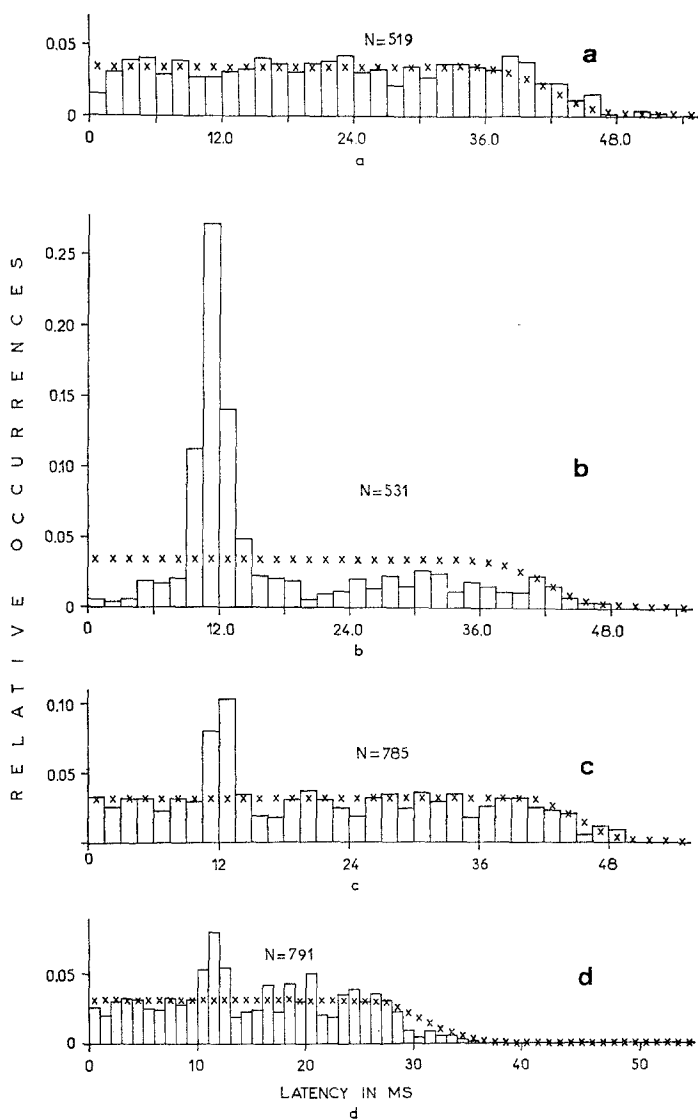 0.05
N=519
a
0
0 12.0 24.0 36.0 48.0
a
RELATIVE OCCURRENCES
0.25
0.20
0.15
0.10
b
N=531
0.05
0
0 12.0 24.0 36.0 48.0
b
0.10
N=785
c
0.05
0
0 12 24 36 48
c
N=791
d
0.05
0
0 10 20 30 40 50
LATENCY IN MS
d